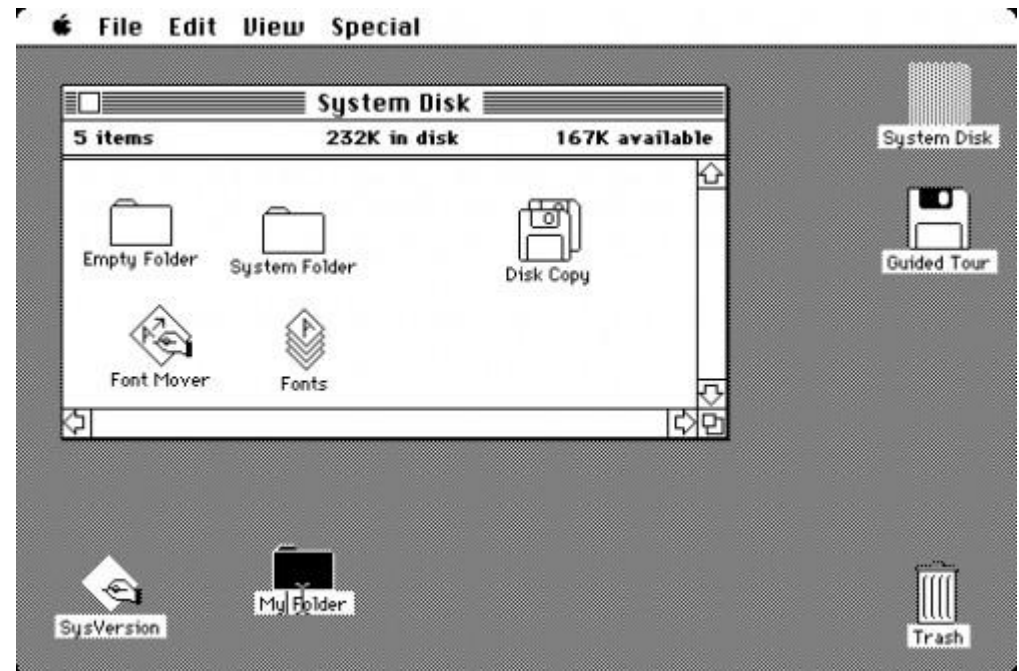 File Edit View Special
System Disk
5 items 232K in disk 167K available
Empty Folder
System Folder
Disk Copy
Font Mover
Fonts
System Disk
Guided Tour
SysVersion
My Folder
Trash